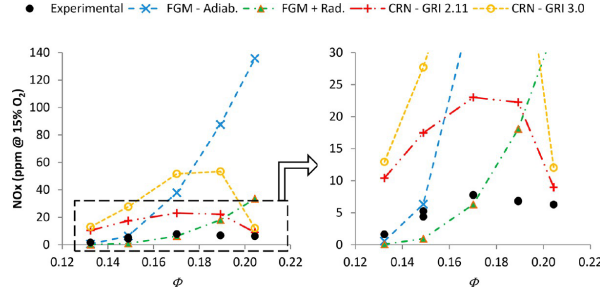 Experimental FGM - Adiab. FGM + Rad. CRN - GRI 2.11 CRN - GRI 3.0
NOx (ppm @ 15% O₂)
140
120
100
80
60
40
20
0
0.12 0.14 0.16 0.18 0.20 0.22
Φ
30
25
20
15
10
5
0
0.12 0.14 0.16 0.18 0.20 0.22
Φ